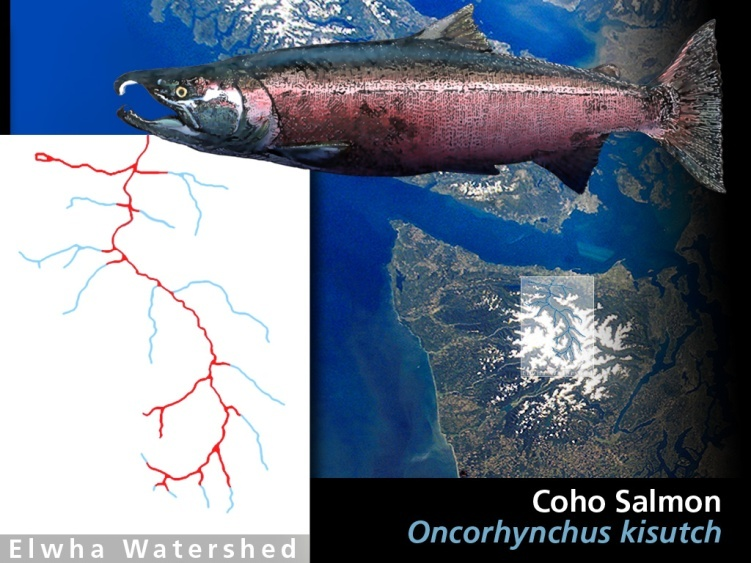 Coho Salmon
Oncorhynchus kisutch
Elwha Watershed